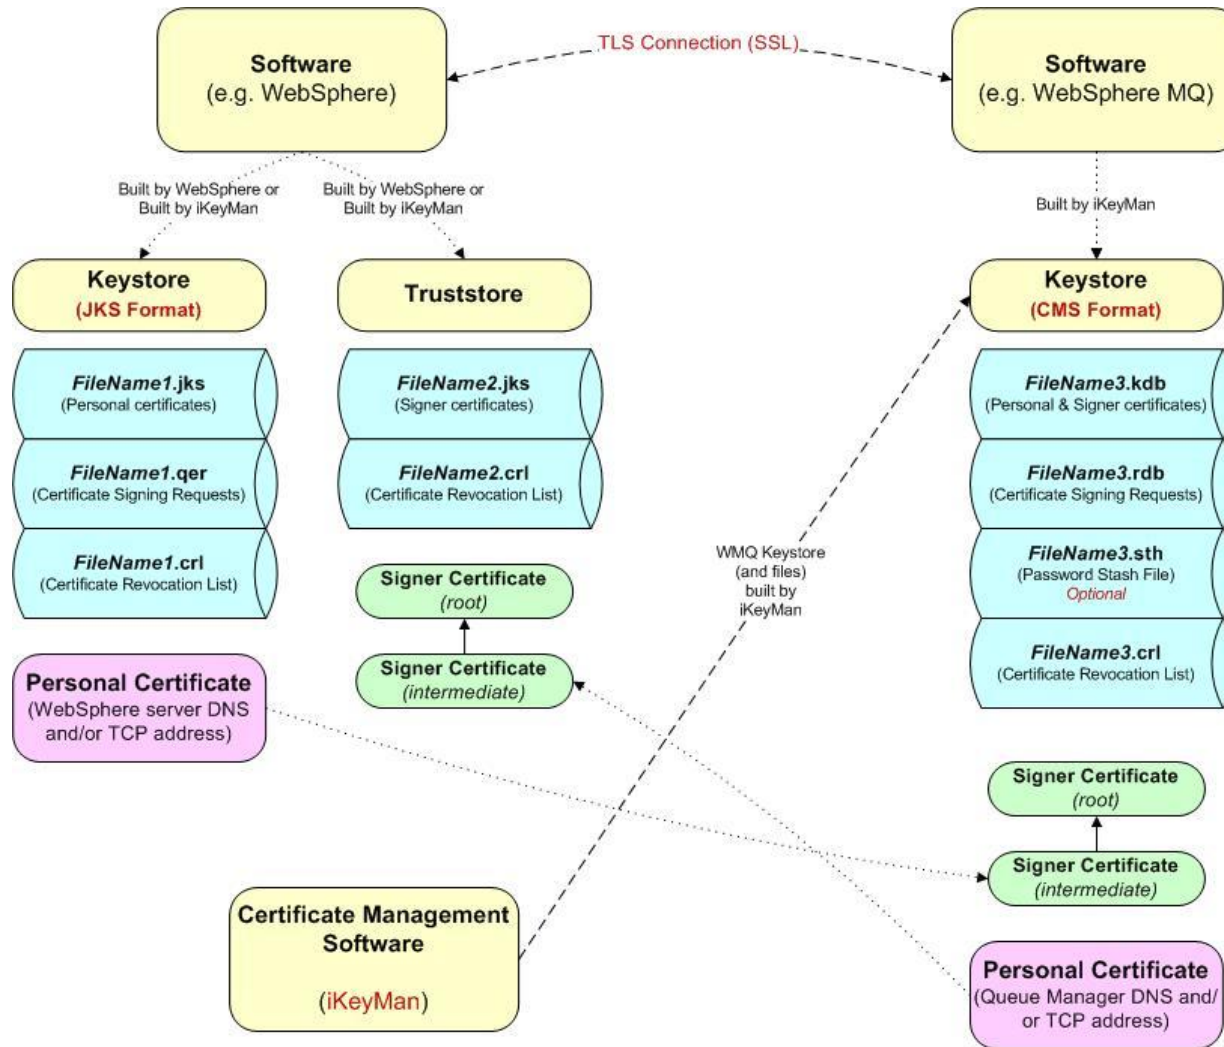 Software
(e.g. WebSphere)
TLS Connection (SSL)
Software
(e.g. WebSphere MQ)
Built by WebSphere or
Built by iKeyMan
Built by WebSphere or
Built by iKeyMan
Built by iKeyMan
Keystore
(JKS Format)
Truststore
Keystore
(CMS Format)
FileName1.jks
(Personal certificates)
FileName1.qer
(Certificate Signing Requests)
FileName1.crl
(Certificate Revocation List)
FileName2.jks
(Signer certificates)
FileName2.crl
(Certificate Revocation List)
FileName3.kdb
(Personal & Signer certificates)
FileName3.rdb
(Certificate Signing Requests)
FileName3.sth
(Password Stash File)
Optional
FileName3.crl
(Certificate Revocation List)
WMQ Keystore
(and files)
built by
iKeyMan
Signer Certificate
(root)
Signer Certificate
(intermediate)
Personal Certificate
(WebSphere server DNS
and/or TCP address)
Signer Certificate
(root)
Signer Certificate
(intermediate)
Certificate Management
Software
(iKeyMan)
Personal Certificate
(Queue Manager DNS and/
or TCP address)